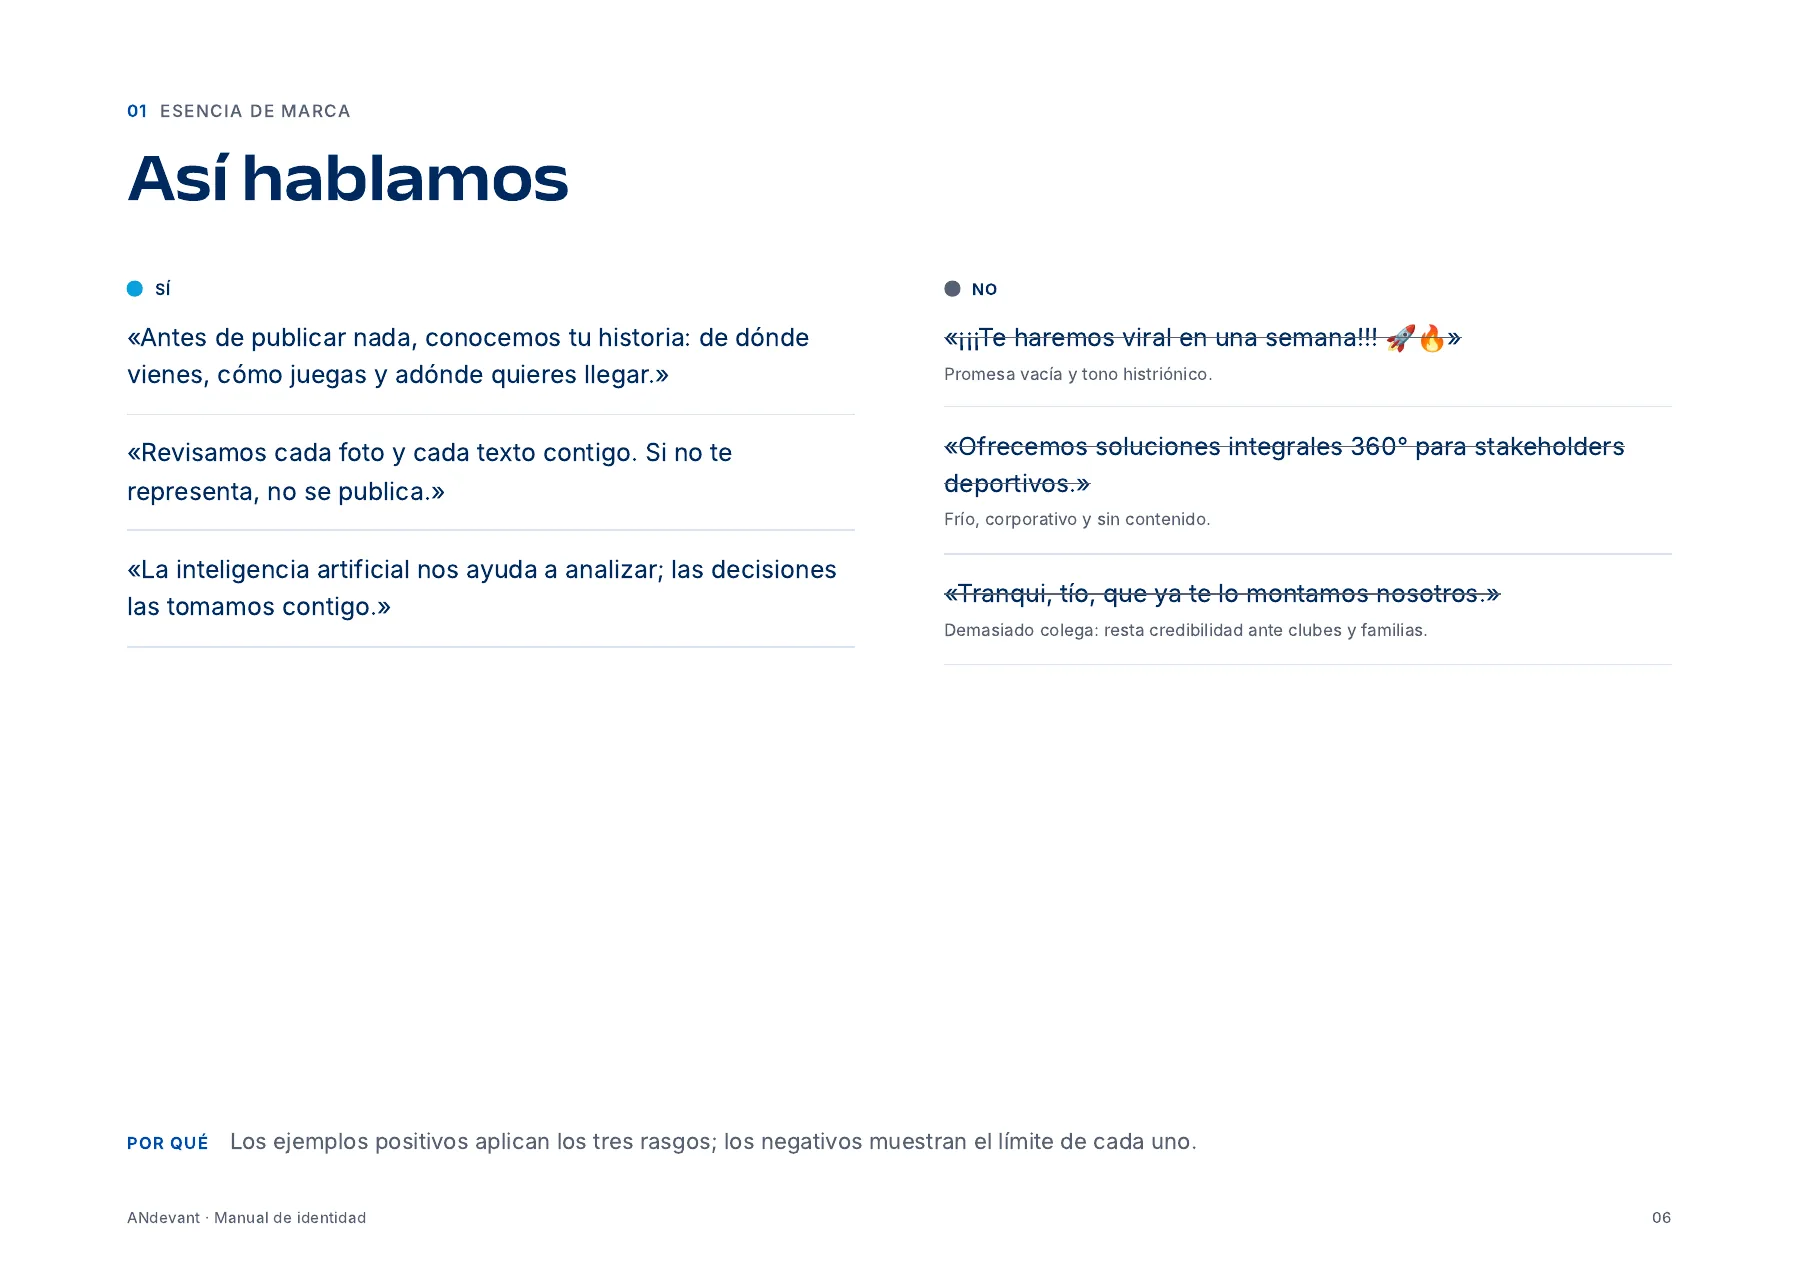 01 ESENCIA DE MARCA
Así hablamos
SÍ
«Antes de publicar nada, conocemos tu historia: de dónde
vienes, cómo juegas y adónde quieres llegar.»
«Revisamos cada foto y cada texto contigo. Si no te
representa, no se publica.»
«La inteligencia artificial nos ayuda a analizar; las decisiones
las tomamos contigo.»
NO
«¡¡¡Te haremos viral en una semana!!! 🚀🔥»
Promesa vacía y tono histriónico.
«Ofrecemos soluciones integrales 360° para stakeholders
deportivos.»
Frío, corporativo y sin contenido.
«Tranqui, tío, que ya te lo montamos nosotros.»
Demasiado colega: resta credibilidad ante clubes y familias.
POR QUÉ Los ejemplos positivos aplican los tres rasgos; los negativos muestran el límite de cada uno.
ANdevant · Manual de identidad
06